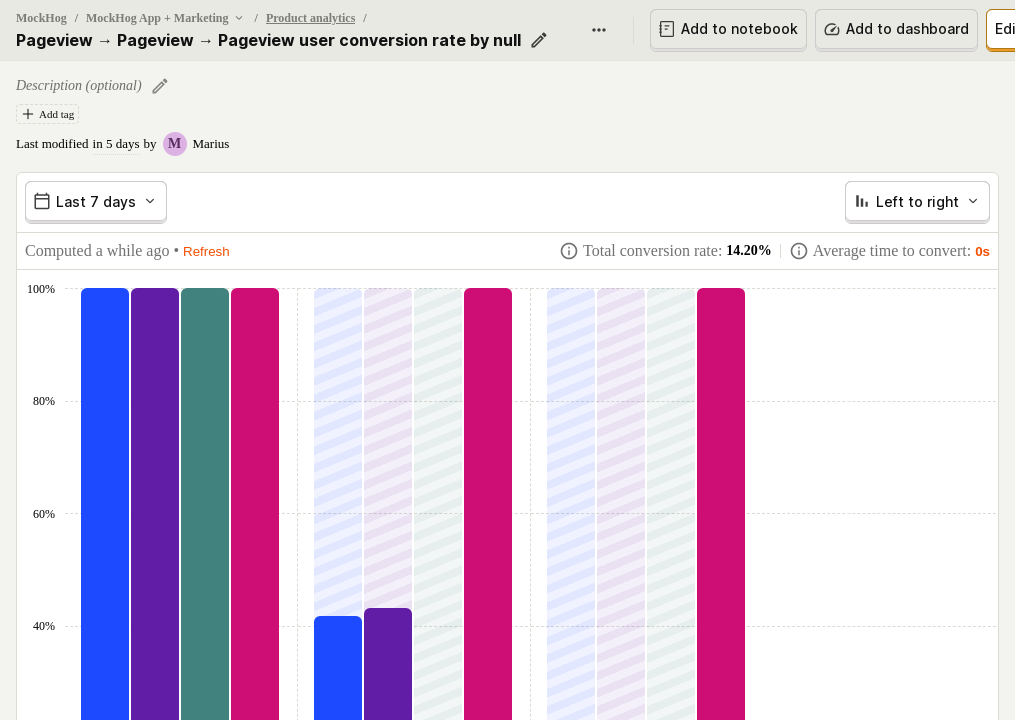 MockHog / MockHog App + Marketing / Product analytics /
Pageview → Pageview → Pageview user conversion rate by null
Add to notebook
Add to dashboard
Edi
Description (optional)
Add tag
Last modified in 5 days by M Marius
Last 7 days
Left to right
Computed a while ago • Refresh
Total conversion rate: 14.20%
Average time to convert: 0s
100%
80%
60%
40%